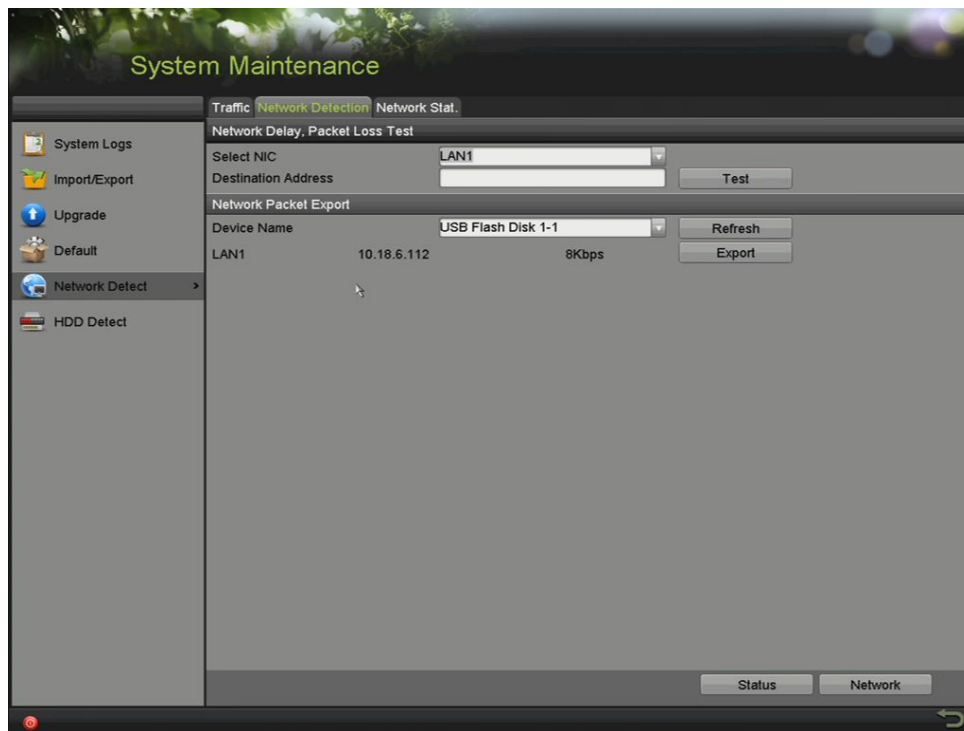 System Maintenance
Traffic Network Detection Network Stat.
System Logs
Import/Export
Upgrade
Default
Network Detect >
HDD Detect
Network Delay, Packet Loss Test
Select NIC LAN1
Destination Address Test
Network Packet Export
Device Name USB Flash Disk 1-1 Refresh
LAN1 10.18.6.112 8Kbps Export
Status Network